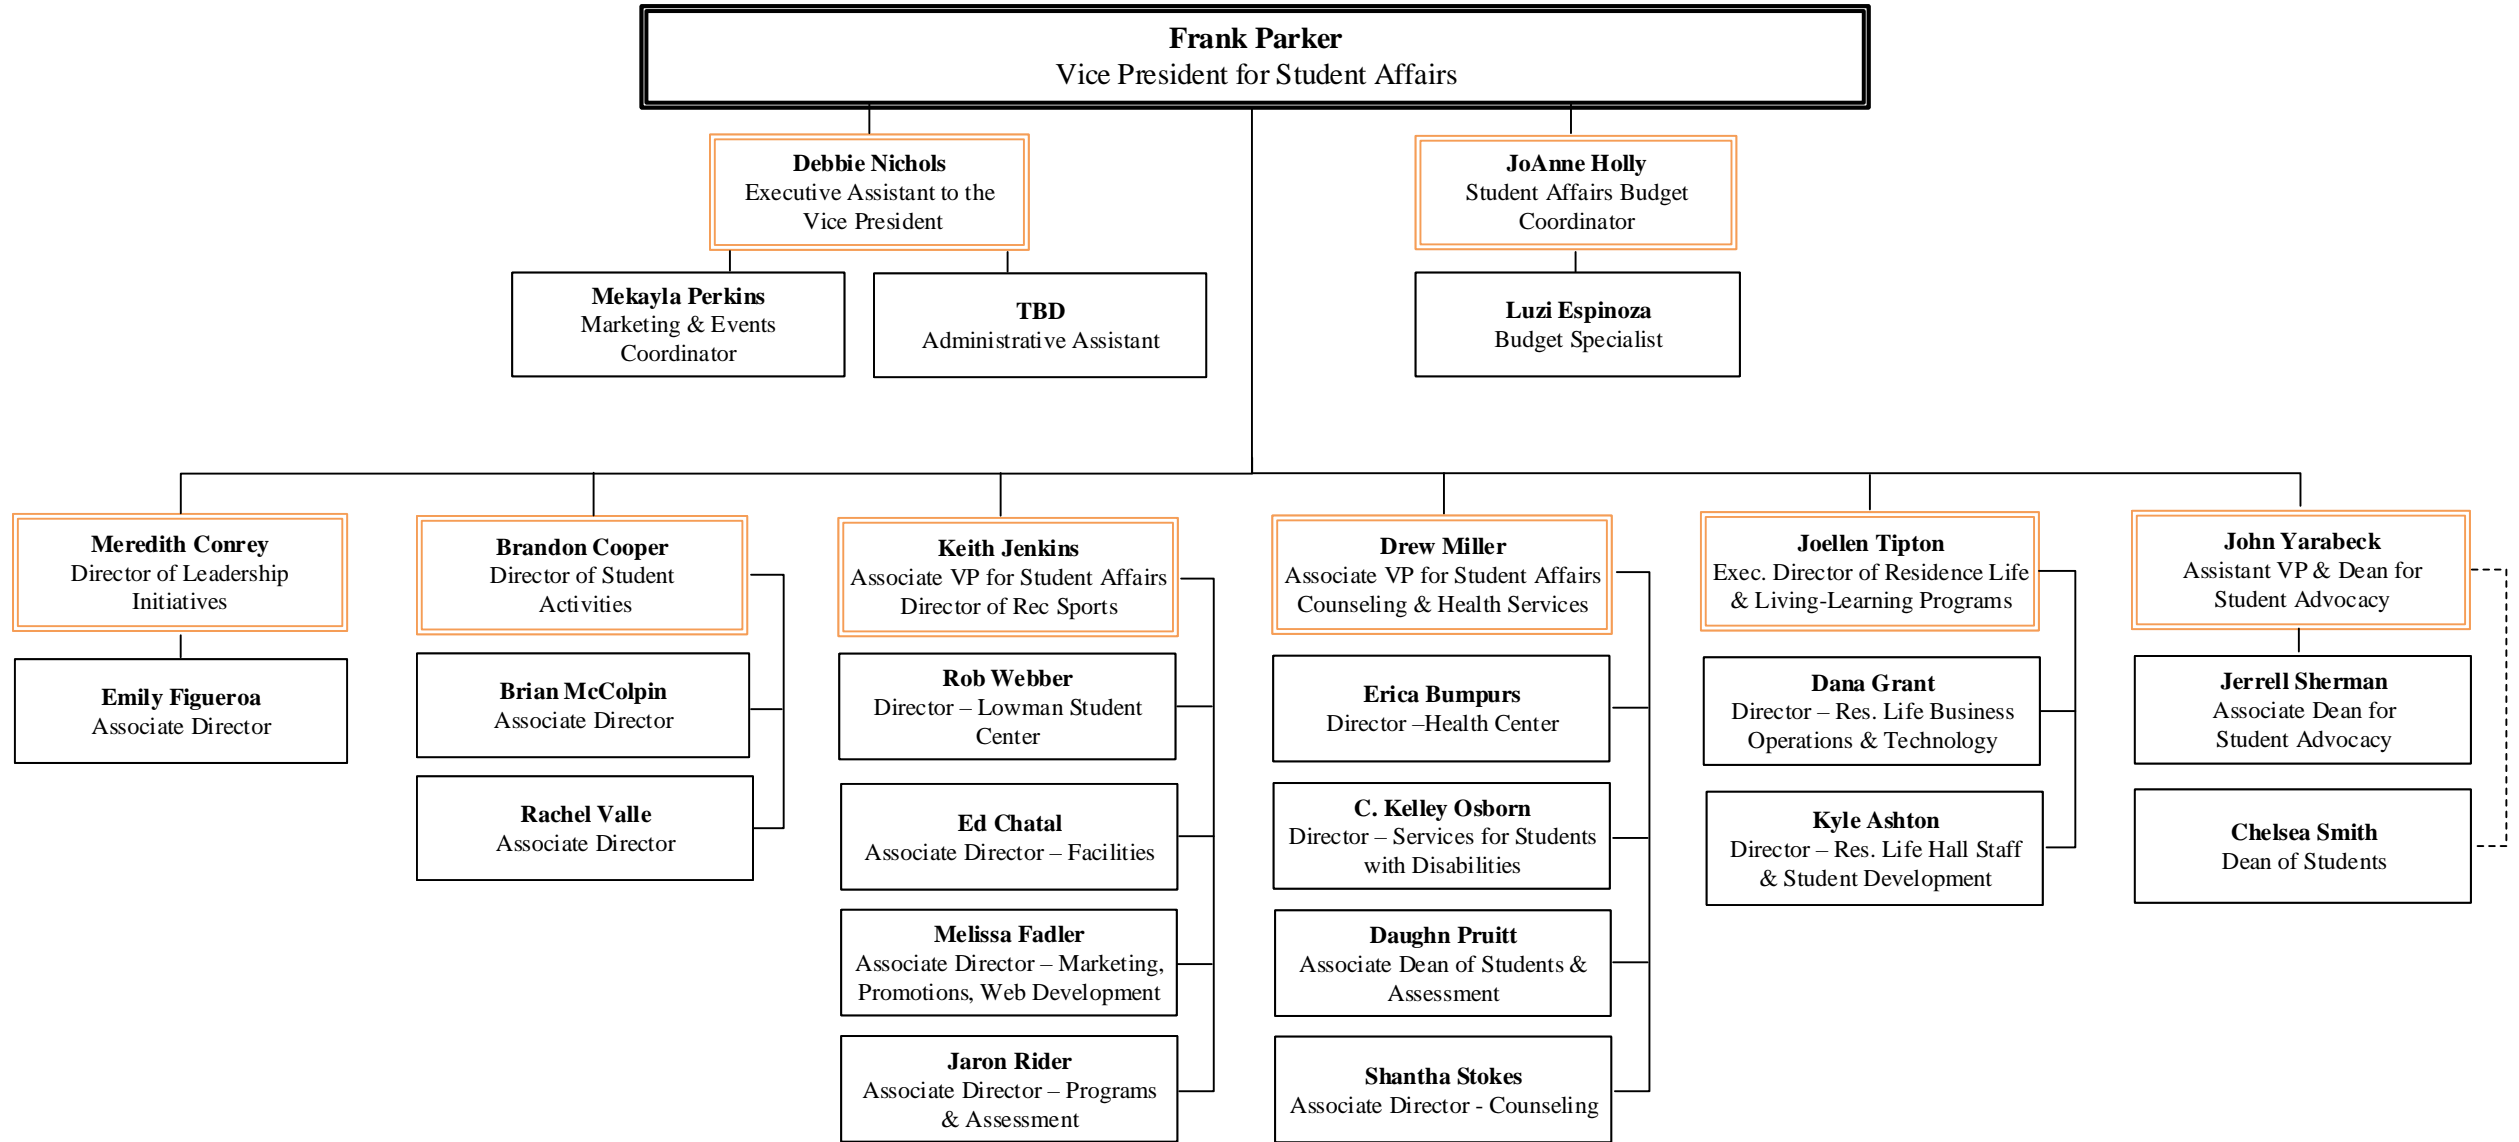 Frank Parker
Vice President for Student Affairs
Debbie Nichols
Executive Assistant to the
Vice President
JoAnne Holly
Student Affairs Budget
Coordinator
Mekayla Perkins
Marketing & Events
Coordinator
TBD
Administrative Assistant
Luzi Espinoza
Budget Specialist
Meredith Conrey
Director of Leadership
Initiatives
Emily Figueroa
Associate Director
Brandon Cooper
Director of Student
Activities
Brian McColpin
Associate Director
Rachel Valle
Associate Director
Keith Jenkins
Associate VP for Student Affairs
Director of Rec Sports
Rob Webber
Director – Lowman Student
Center
Ed Chatal
Associate Director – Facilities
Melissa Fadler
Associate Director – Marketing,
Promotions, Web Development
Jaron Rider
Associate Director – Programs
& Assessment
Drew Miller
Associate VP for Student Affairs
Counseling & Health Services
Erica Bumpurs
Director –Health Center
C. Kelley Osborn
Director – Services for Students
with Disabilities
Daughn Pruitt
Associate Dean of Students &
Assessment
Shantha Stokes
Associate Director - Counseling
Joellen Tipton
Exec. Director of Residence Life
& Living-Learning Programs
Dana Grant
Director – Res. Life Business
Operations & Technology
Kyle Ashton
Director – Res. Life Hall Staff
& Student Development
John Yarabeck
Assistant VP & Dean for
Student Advocacy
Jerrell Sherman
Associate Dean for
Student Advocacy
Chelsea Smith
Dean of Students